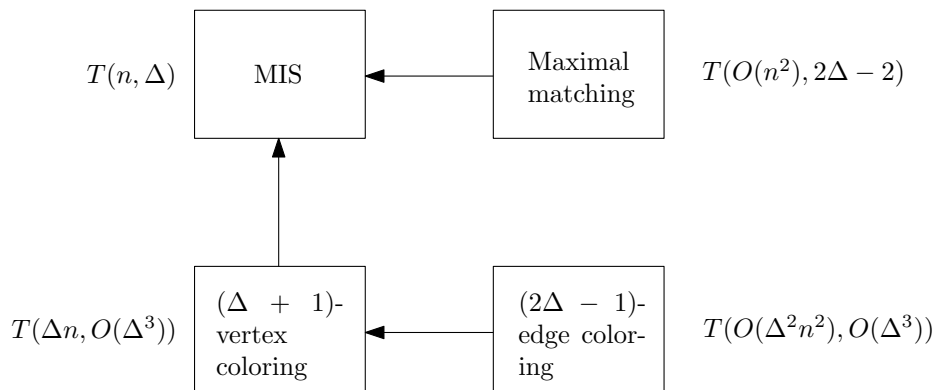 T(n, Δ)
MIS
Maximal
matching
T(O(n²), 2Δ − 2)
T(Δn, O(Δ³))
(Δ + 1)-
vertex
coloring
(2Δ − 1)-
edge color-
ing
T(O(Δ²n²), O(Δ³))